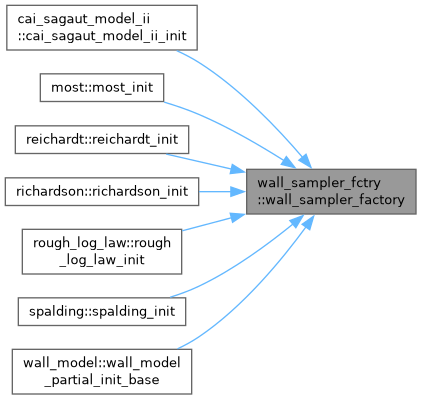 cai_sagaut_model_ii
::cai_sagaut_model_ii_init
most::most_init
reichardt::reichardt_init
richardson::richardson_init
rough_log_law::rough
_log_law_init
spalding::spalding_init
wall_model::wall_model
_partial_init_base
wall_sampler_fctry
::wall_sampler_factory